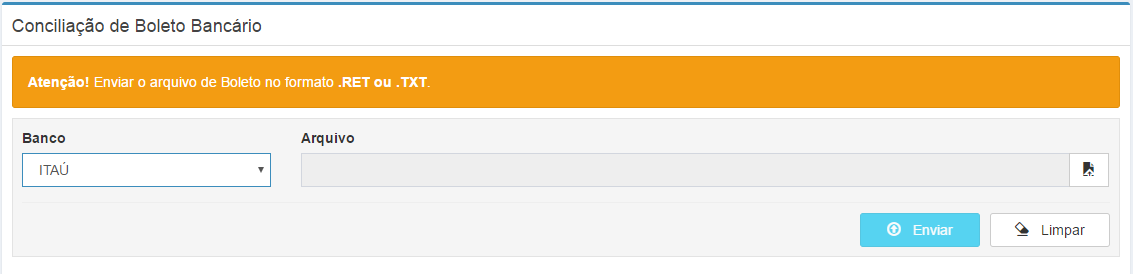 Conciliação de Boleto Bancário
Atenção! Enviar o arquivo de Boleto no formato .RET ou .TXT.
Banco Arquivo
ITAÚ
Enviar Limpar